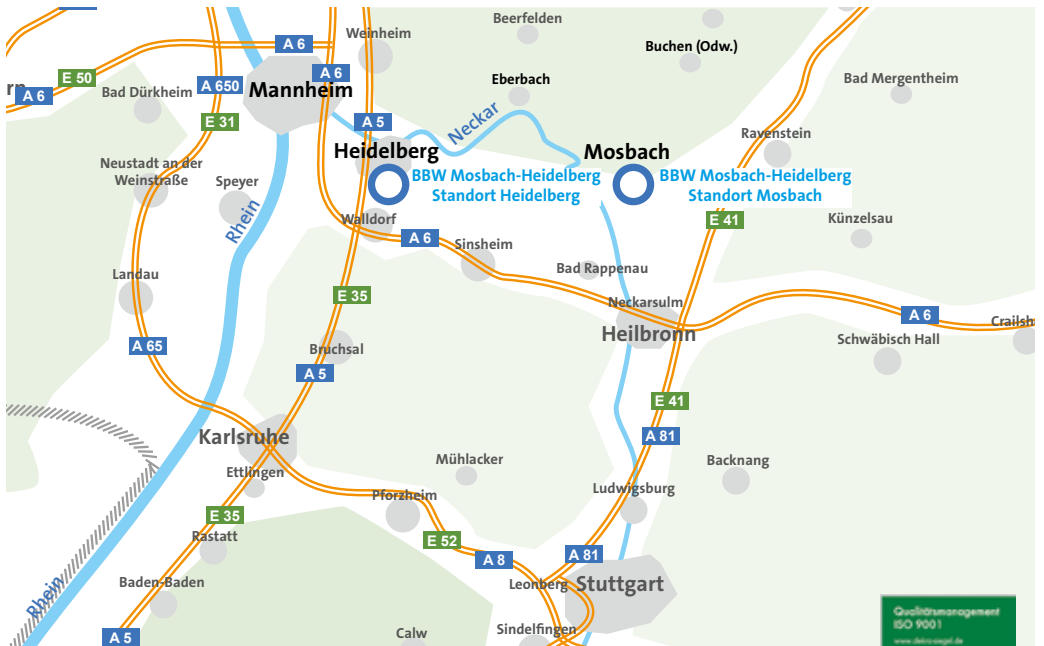 Beerfelden
Weinheim
A 6
Buchen (Odw.)
A 6
E 50
Eberbach
Bad Mergentheim
A 650
Mannheim
A 6
Bad Dürkheim
E 31
A 5
Neckar
Ravenstein
Heidelberg
Mosbach
Neustadt an der
Weinstraße
Speyer
BBW Mosbach-Heidelberg
Standort Heidelberg
BBW Mosbach-Heidelberg
Standort Mosbach
Rhein
Walldorf
E 41
Künzelsau
A 6
Sinsheim
Landau
Bad Rappenau
E 35
Neckarsulm
A 6
Crailsh
Heilbronn
Schwäbisch Hall
A 65
Bruchsal
A 5
E 41
Karlsruhe
A 81
Mühlacker
Backnang
Ettlingen
Pforzheim
Ludwigsburg
E 35
Rastatt
E 52
A 8
A 81
Baden-Baden
Leonberg
Stuttgart
Rhein
A 5
Calw
Sindelfingen
Qualitätsmanagement
ISO 9001
www.dekra-siegel.de